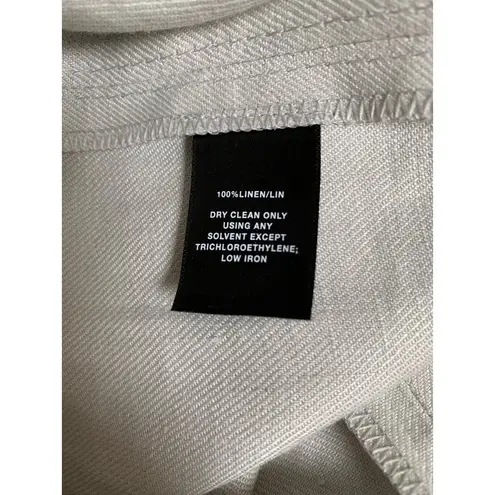 100%LINEN/LIN
DRY CLEAN ONLY
USING ANY
SOLVENT EXCEPT
TRICHLOROETHYLENE;
LOW IRON